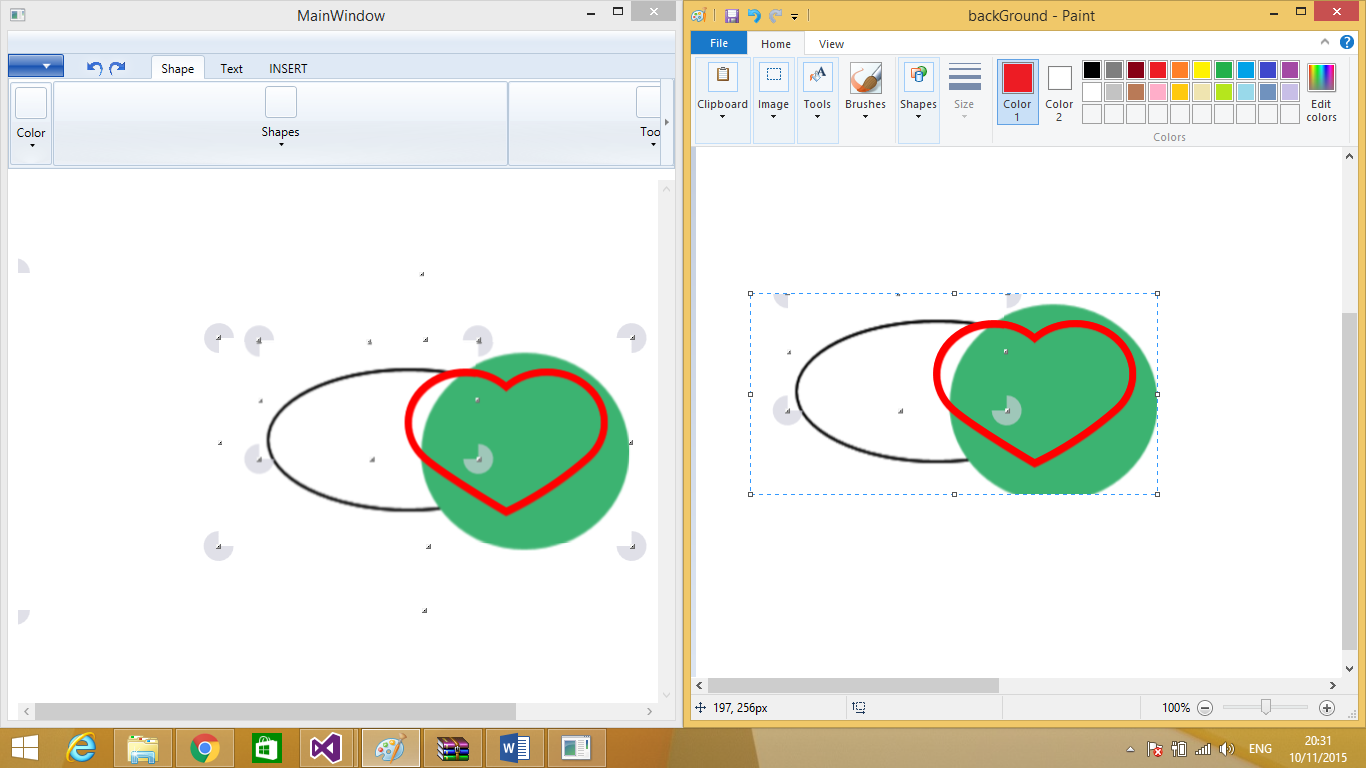 MainWindow
Shape Text INSERT
Color
Shapes
Too
backGround - Paint
File Home View
Clipboard Image Tools Brushes Shapes Size Color 1 Color 2 Edit colors
Colors
197, 256px
100%
W
ENG
20:31
10/11/2015